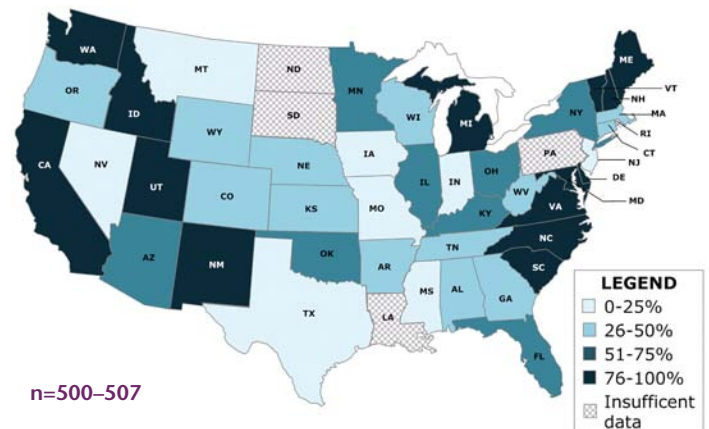 WA
ME
MT
ND
VT
OR
MN
NH
ID
SD
WI
NY
MA
WY
MI
RI
IA
PA
CT
NE
NJ
NV
OH
IL
IN
DE
UT
CO
WV
CA
VA
MD
KS
MO
KY
NC
TN
AZ
OK
NM
AR
SC
MS
AL
GA
TX
LA
FL
LEGEND
0-25%
26-50%
51-75%
76-100%
Insufficent
data
n=500–507